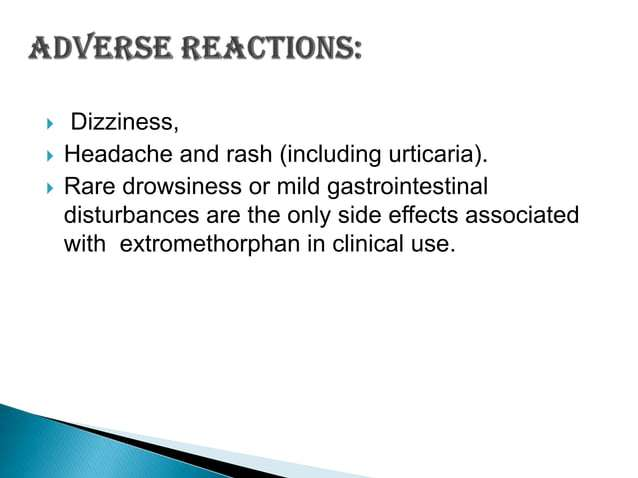 ADVERSE REACTIONS:
Dizziness,
Headache and rash (including urticaria).
Rare drowsiness or mild gastrointestinal
disturbances are the only side effects associated
with extromethorphan in clinical use.